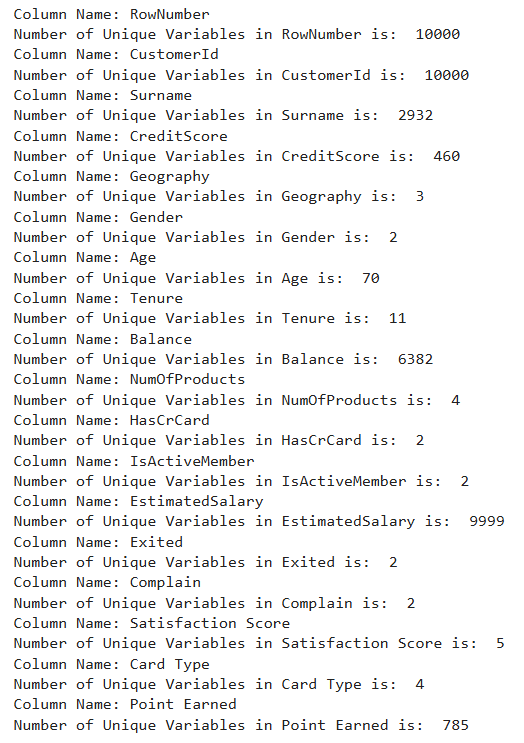 Column Name: RowNumber
Number of Unique Variables in RowNumber is:  10000
Column Name: CustomerId
Number of Unique Variables in CustomerId is:  10000
Column Name: Surname
Number of Unique Variables in Surname is:  2932
Column Name: CreditScore
Number of Unique Variables in CreditScore is:  460
Column Name: Geography
Number of Unique Variables in Geography is:  3
Column Name: Gender
Number of Unique Variables in Gender is:  2
Column Name: Age
Number of Unique Variables in Age is:  70
Column Name: Tenure
Number of Unique Variables in Tenure is:  11
Column Name: Balance
Number of Unique Variables in Balance is:  6382
Column Name: NumOfProducts
Number of Unique Variables in NumOfProducts is:  4
Column Name: HasCrCard
Number of Unique Variables in HasCrCard is:  2
Column Name: IsActiveMember
Number of Unique Variables in IsActiveMember is:  2
Column Name: EstimatedSalary
Number of Unique Variables in EstimatedSalary is:  9999
Column Name: Exited
Number of Unique Variables in Exited is:  2
Column Name: Complain
Number of Unique Variables in Complain is:  2
Column Name: Satisfaction Score
Number of Unique Variables in Satisfaction Score is:  5
Column Name: Card Type
Number of Unique Variables in Card Type is:  4
Column Name: Point Earned
Number of Unique Variables in Point Earned is:  785